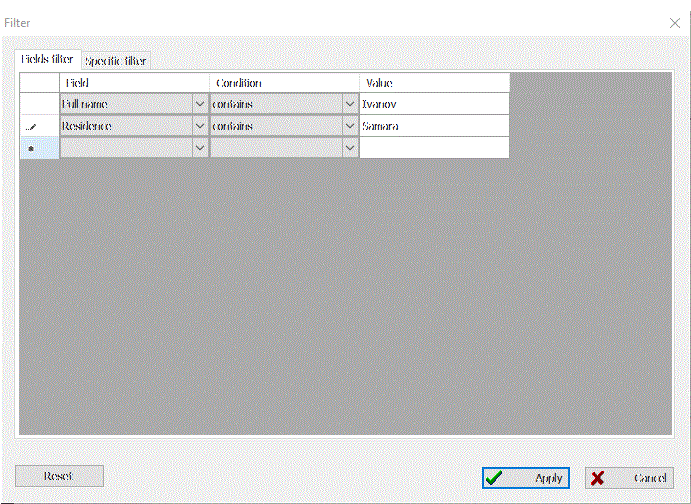 Filter
Fields filter Specific filter
Field Condition Value
Full name contains Ivanov
Residence contains Samara
Reset Apply Cancel